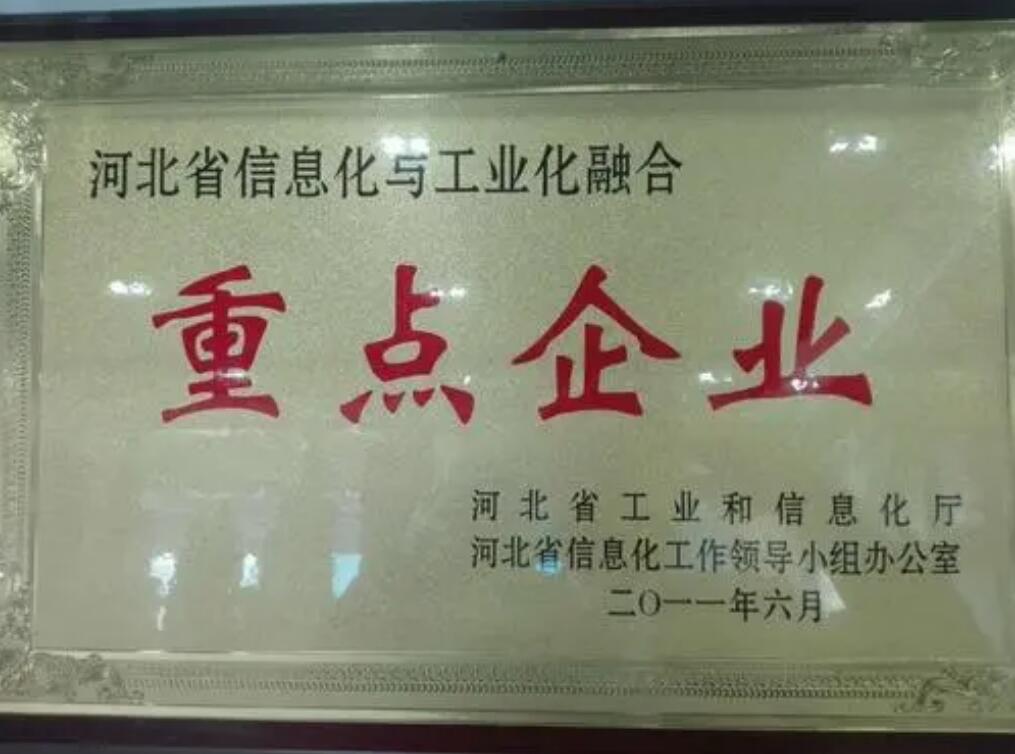 河北省信息化与工业化融合
重点企业
河北省工业和信息化厅
河北省信息化工作领导小组办公室
二〇一一年六月